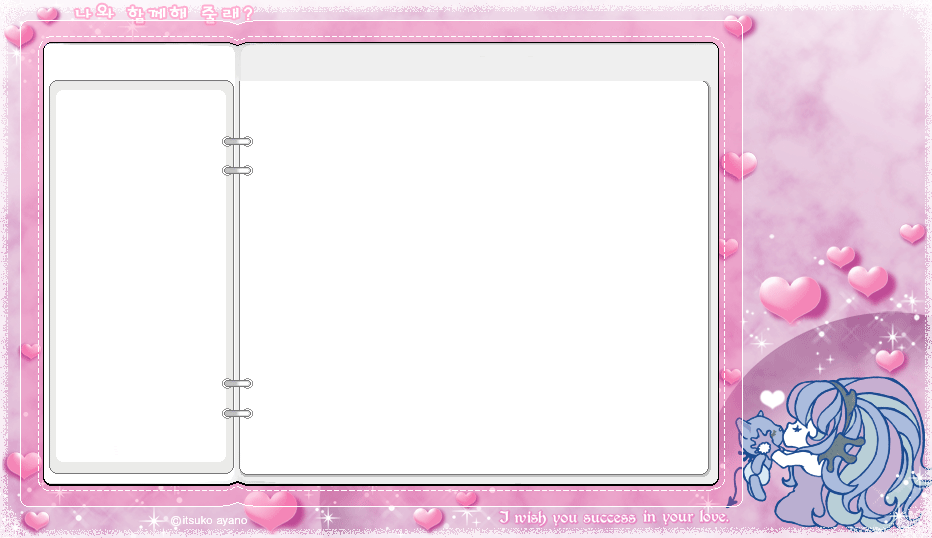 나와 함께해 줄래?
@itsuko ayano
I wish you success in your love.